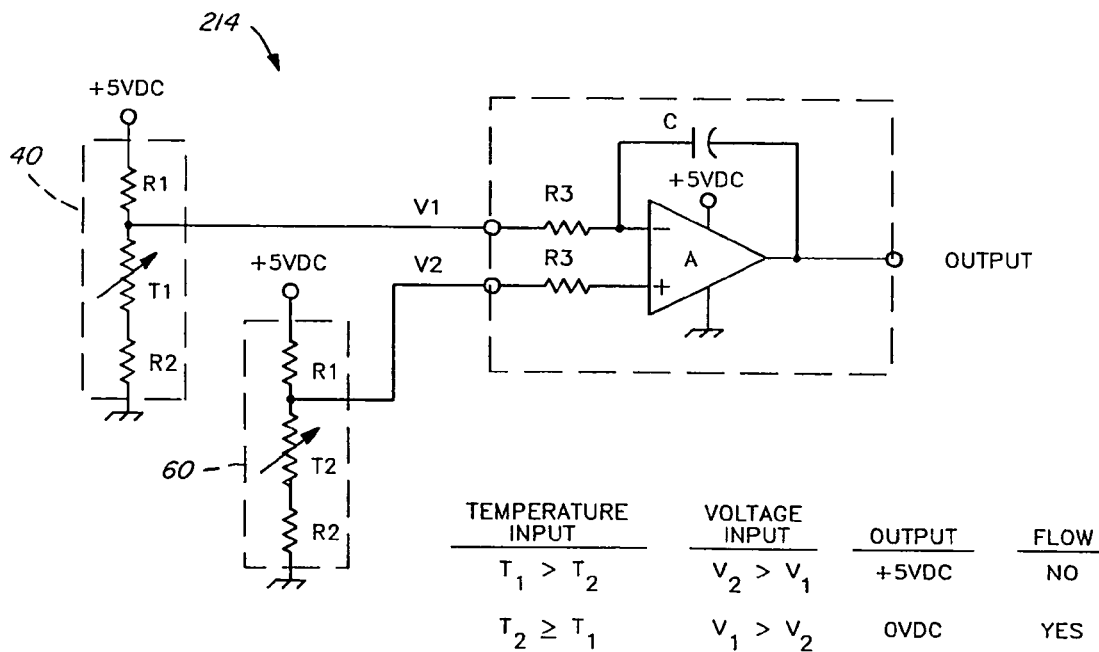 214
+5VDC
40
R1
T1
R2
+5VDC
60
R1
T2
R2
V1
V2
R3
R3
C
+5VDC
−
A
+
OUTPUT
TEMPERATURE INPUT VOLTAGE INPUT OUTPUT FLOW
T1 > T2 V2 > V1 +5VDC NO
T2 ≥ T1 V1 > V2 0VDC YES